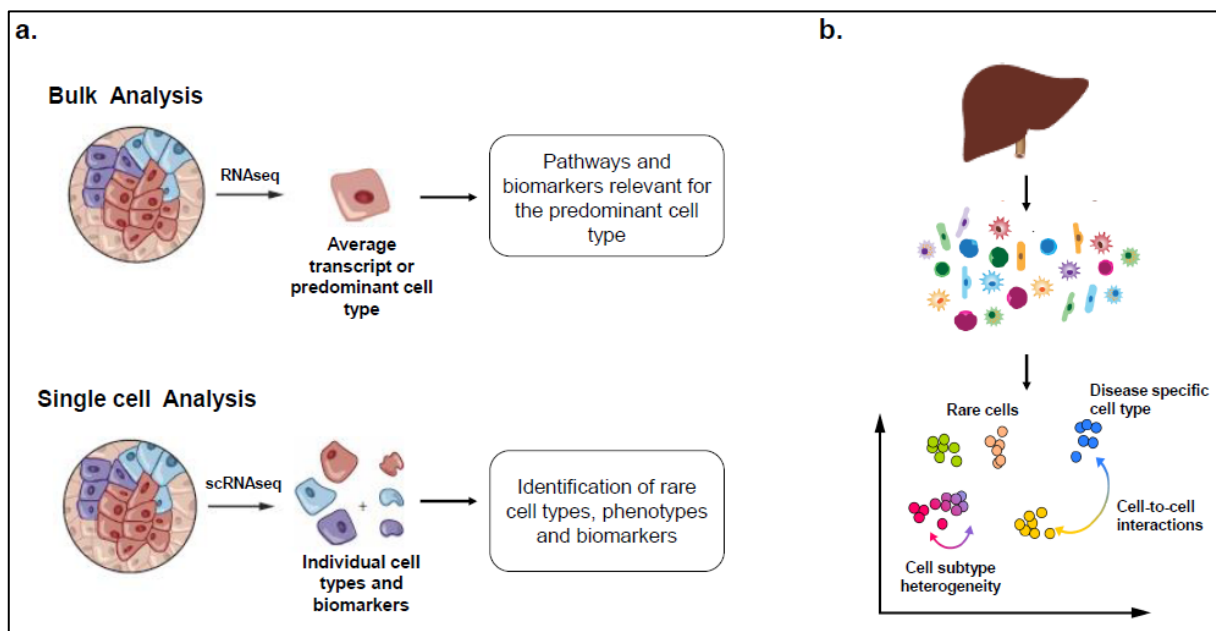 a.
Bulk Analysis
RNAseq
Average
transcript or
predominant cell
type
Pathways and
biomarkers relevant for
the predominant cell
type
Single cell Analysis
scRNAseq
+
Individual cell
types and
biomarkers
Identification of rare
cell types, phenotypes
and biomarkers
b.
Rare cells
Disease specific
cell type
Cell-to-cell
interactions
Cell subtype
heterogeneity